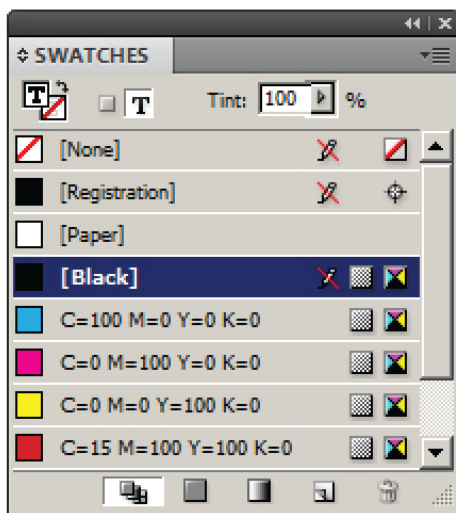 SWATCHES
T T Tint: 100 %
[None]
[Registration]
[Paper]
[Black]
C=100 M=0 Y=0 K=0
C=0 M=100 Y=0 K=0
C=0 M=0 Y=100 K=0
C=15 M=100 Y=100 K=0